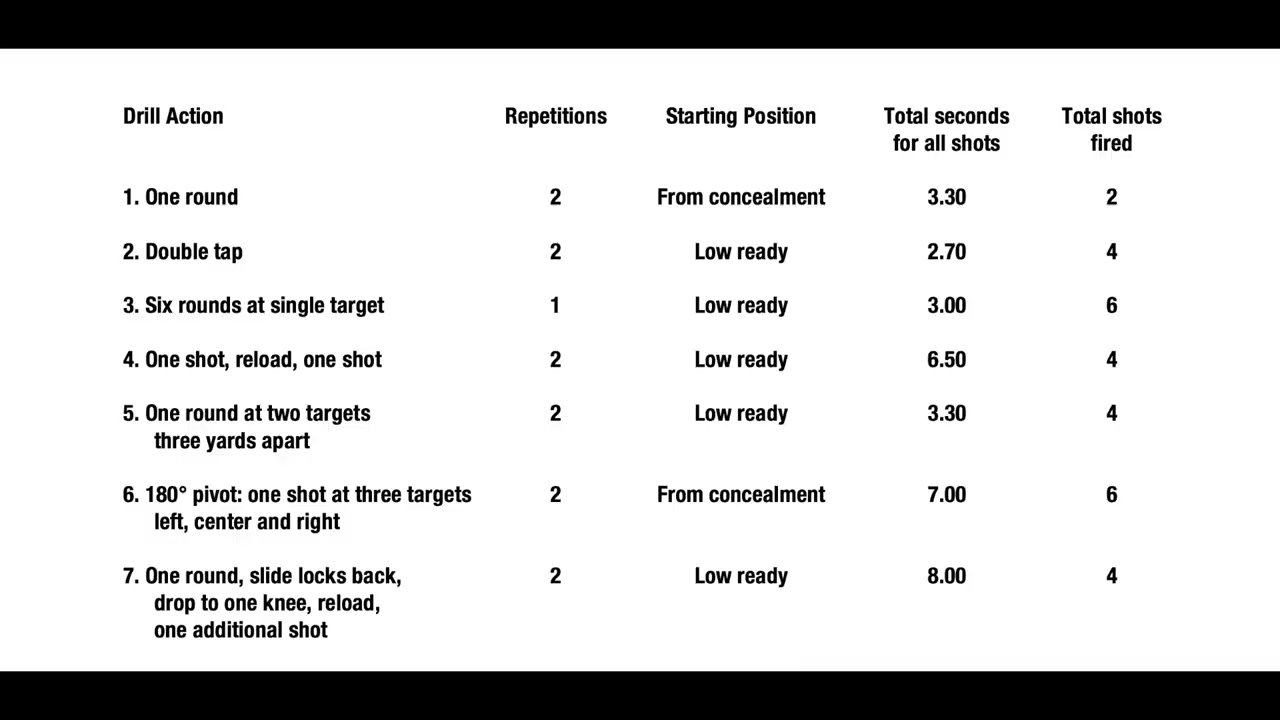 Drill Action Repetitions Starting Position Total seconds for all shots Total shots fired
1. One round 2 From concealment 3.30 2
2. Double tap 2 Low ready 2.70 4
3. Six rounds at single target 1 Low ready 3.00 6
4. One shot, reload, one shot 2 Low ready 6.50 4
5. One round at two targets 2 Low ready 3.30 4
three yards apart
6. 180° pivot: one shot at three targets 2 From concealment 7.00 6
left, center and right
7. One round, slide locks back, 2 Low ready 8.00 4
drop to one knee, reload,
one additional shot